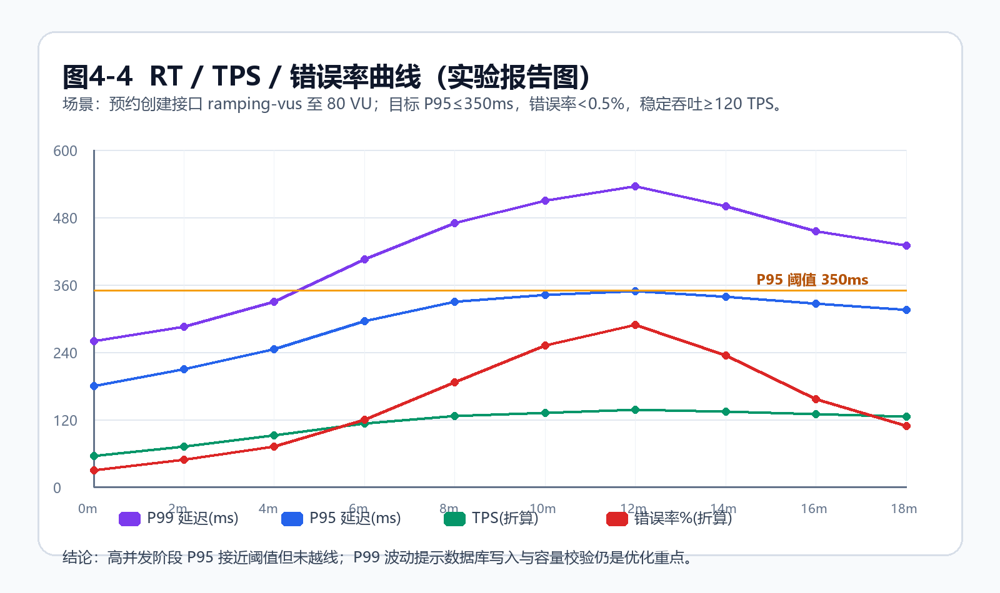 图4-4 RT / TPS / 错误率曲线（实验报告图）
场景：预约创建接口 ramping-vus 至 80 VU；目标 P95≤350ms，错误率<0.5%，稳定吞吐≥120 TPS。
600
480
P95 阈值 350ms
360
240
120
0
0m 2m 4m 6m 8m 10m 12m 14m 16m 18m
P99 延迟(ms) P95 延迟(ms) TPS(折算) 错误率%(折算)
结论：高并发阶段 P95 接近阈值但未越线；P99 波动提示数据库写入与容量校验仍是优化重点。